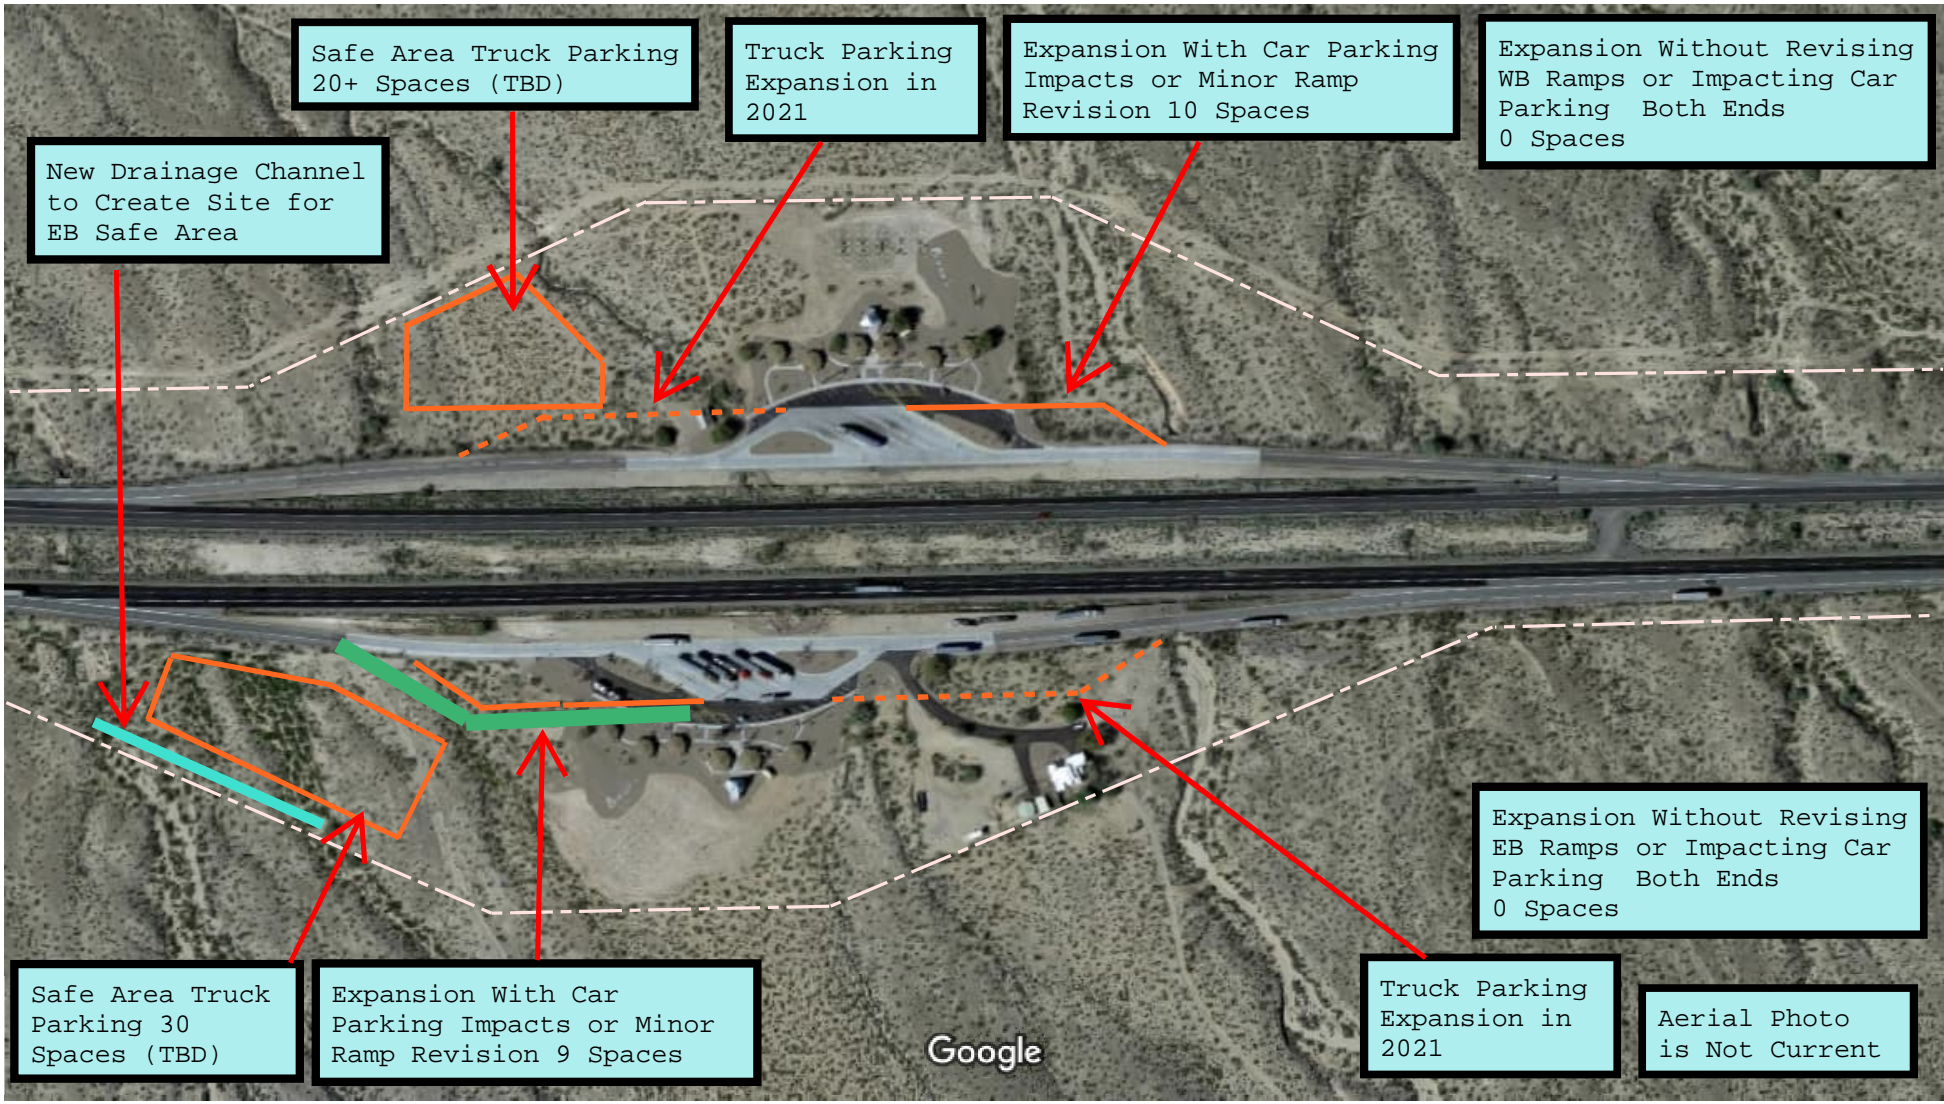 Safe Area Truck Parking
20+ Spaces (TBD)
Truck Parking
Expansion in
2021
Expansion With Car Parking
Impacts or Minor Ramp
Revision 10 Spaces
Expansion Without Revising
WB Ramps or Impacting Car
Parking  Both Ends
0 Spaces
New Drainage Channel
to Create Site for
EB Safe Area
Expansion Without Revising
EB Ramps or Impacting Car
Parking  Both Ends
0 Spaces
Safe Area Truck
Parking 30
Spaces (TBD)
Expansion With Car
Parking Impacts or Minor
Ramp Revision 9 Spaces
Google
Truck Parking
Expansion in
2021
Aerial Photo
is Not Current